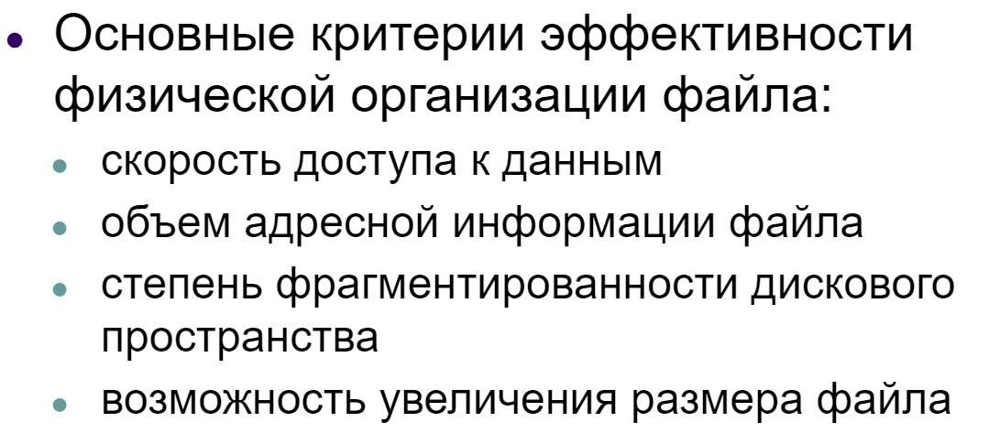 • Основные критерии эффективности
физической организации файла:
• скорость доступа к данным
• объем адресной информации файла
• степень фрагментированности дискового
пространства
• возможность увеличения размера файла